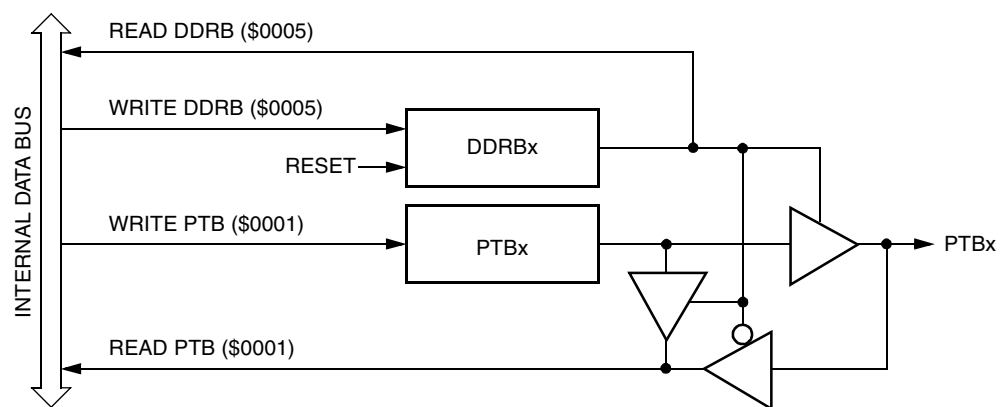 READ DDRB ($0005)
WRITE DDRB ($0005)
DDRBx
RESET
INTERNAL DATA BUS
WRITE PTB ($0001)
PTBx
PTBx
READ PTB ($0001)